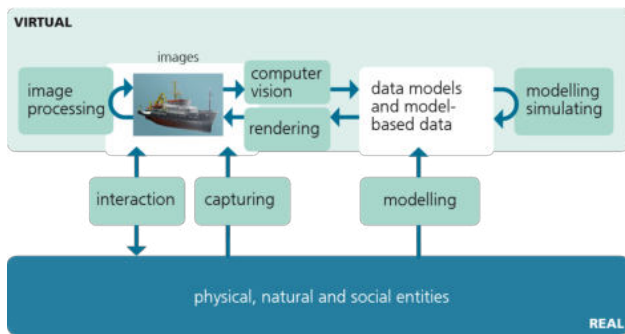 VIRTUAL
images
image
processing
computer
vision
rendering
data models
and model-
based data
modelling
simulating
interaction
capturing
modelling
physical, natural and social entities
REAL